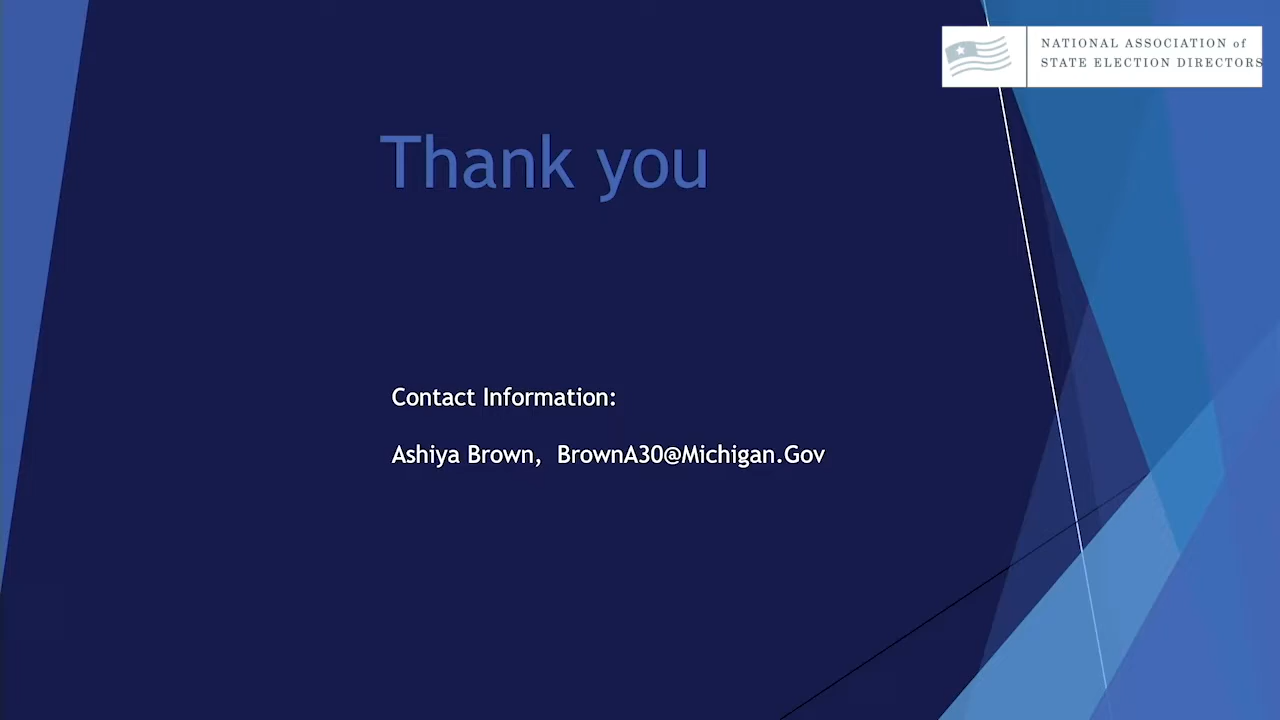 NATIONAL ASSOCIATION of
STATE ELECTION DIRECTORS
Thank you
Contact Information:
Ashiya Brown, BrownA30@Michigan.Gov